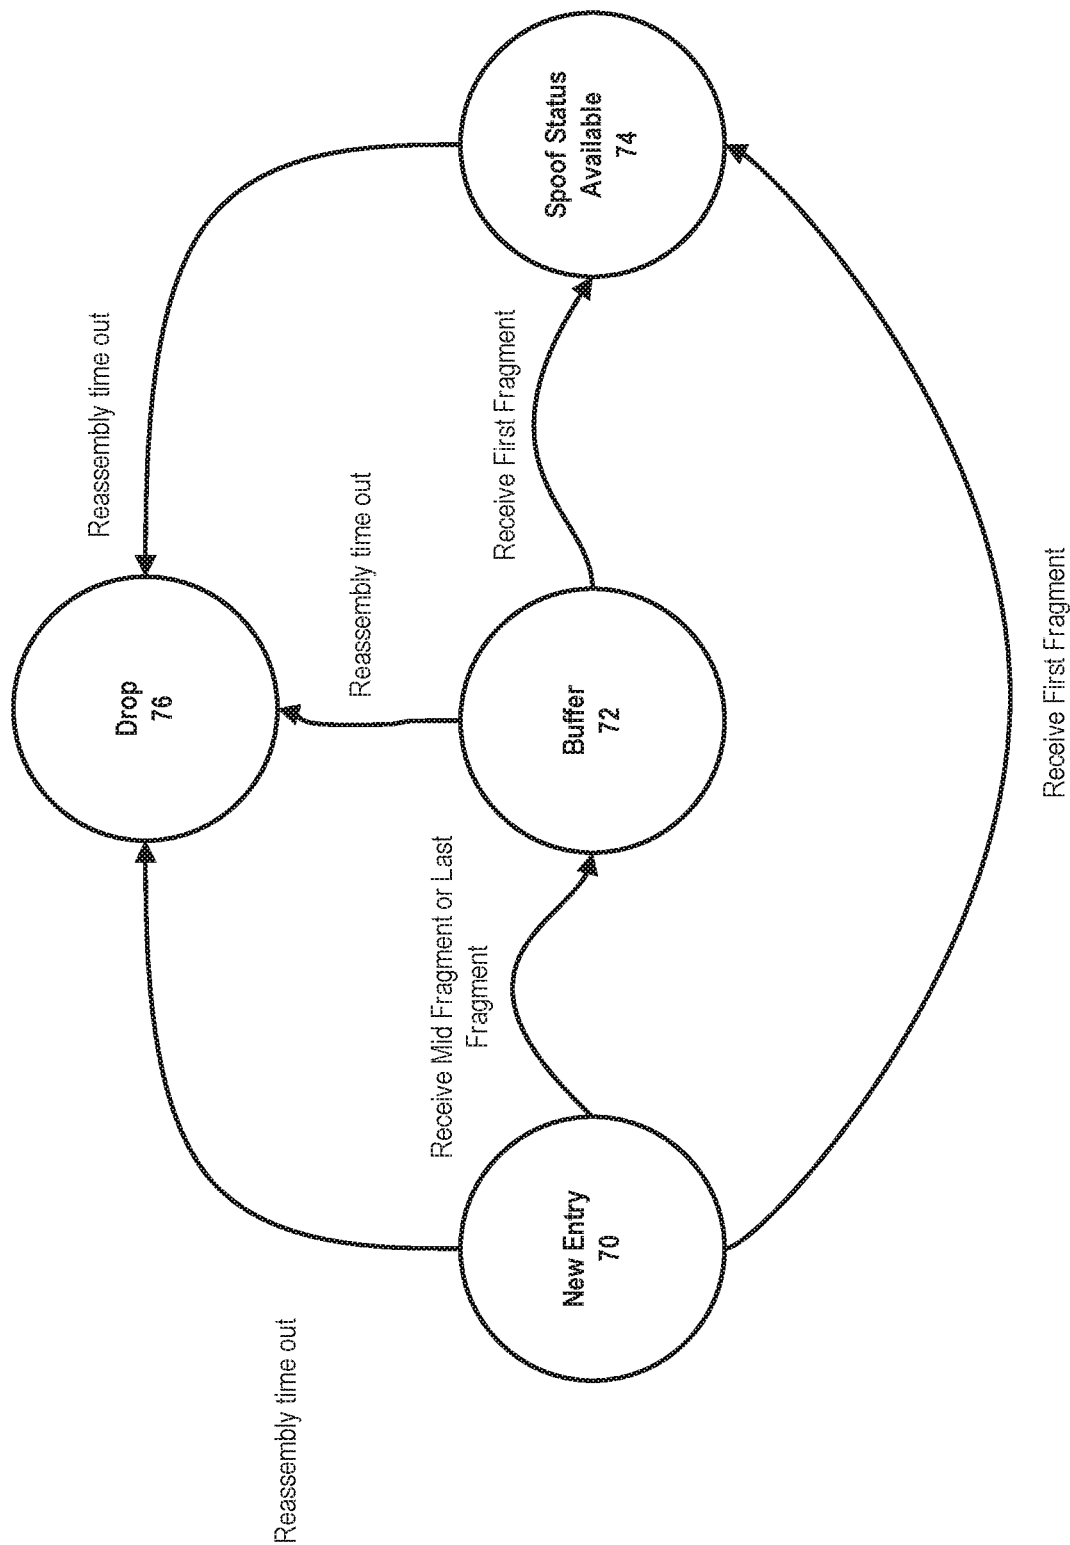 Reassembly time out
Drop
76
Reassembly time out
Reassembly time out
Receive Mid Fragment or Last
Fragment
Receive First Fragment
New Entry
70
Buffer
72
Spoof Status
Available
74
Receive First Fragment